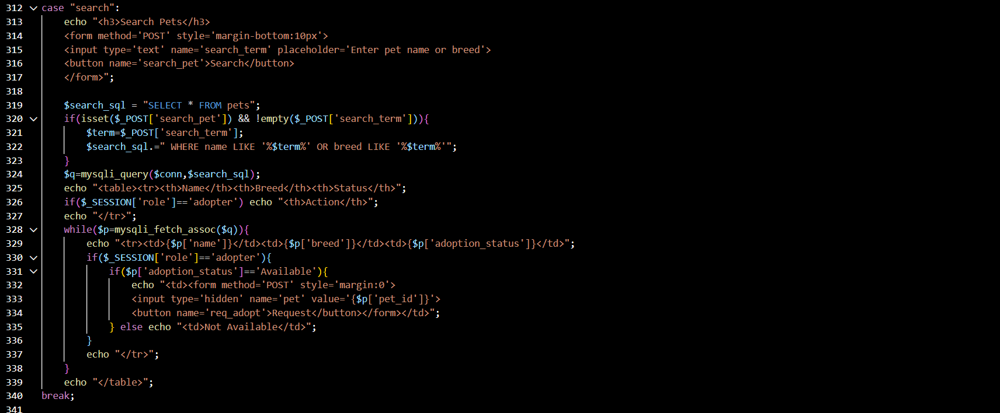 312 case "search":
313 echo "<h3>Search Pets</h3>
314 <form method='POST' style='margin-bottom:10px'>
315 <input type='text' name='search_term' placeholder='Enter pet name or breed'>
316 <button name='search_pet'>Search</button>
317 </form>";
318
319 $search_sql = "SELECT * FROM pets";
320 if(isset($_POST['search_pet']) && !empty($_POST['search_term'])){
321 $term=$_POST['search_term'];
322 $search_sql.=" WHERE name LIKE '%$term%' OR breed LIKE '%$term%'";
323 }
324 $q=mysqli_query($conn,$search_sql);
325 echo "<table><tr><th>Name</th><th>Breed</th><th>Status</th>";
326 if($_SESSION['role']=='adopter') echo "<th>Action</th>";
327 echo "</tr>";
328 while($p=mysqli_fetch_assoc($q)){
329 echo "<tr><td>{$p['name']}</td><td>{$p['breed']}</td><td>{$p['adoption_status']}</td>";
330 if($_SESSION['role']=='adopter'){
331 if($p['adoption_status']=='Available'){
332 echo "<td><form method='POST' style='margin:0'>
333 <input type='hidden' name='pet' value='{$p['pet_id']}'>
334 <button name='req_adopt'>Request</button></form></td>";
335 } else echo "<td>Not Available</td>";
336 }
337 echo "</tr>";
338 }
339 echo "</table>";
340 break;
341